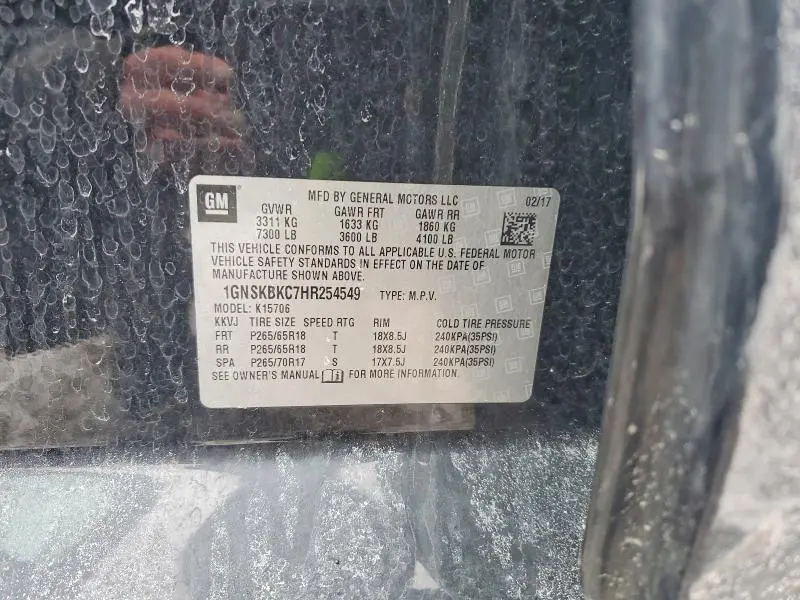 GM
MFD BY GENERAL MOTORS LLC 02/17
GVWR GAWR FRT GAWR RR
3311 KG 1633 KG 1860 KG
7300 LB 3600 LB 4100 LB
THIS VEHICLE CONFORMS TO ALL APPLICABLE U.S. FEDERAL MOTOR
VEHICLE SAFETY STANDARDS IN EFFECT ON THE DATE OF
MANUFACTURE SHOWN ABOVE.
1GNSKBKC7HR254549 TYPE: M.P.V.
MODEL: K15706
KKVJ TIRE SIZE SPEED RTG RIM COLD TIRE PRESSURE
FRT P265/65R18 T 18X8.5J 240KPA(35PSI)
RR P265/65R18 T 18X8.5J 240KPA(35PSI)
SPA P265/70R17 S 17X7.5J 240KPA(35PSI)
SEE OWNER'S MANUAL FOR MORE INFORMATION.